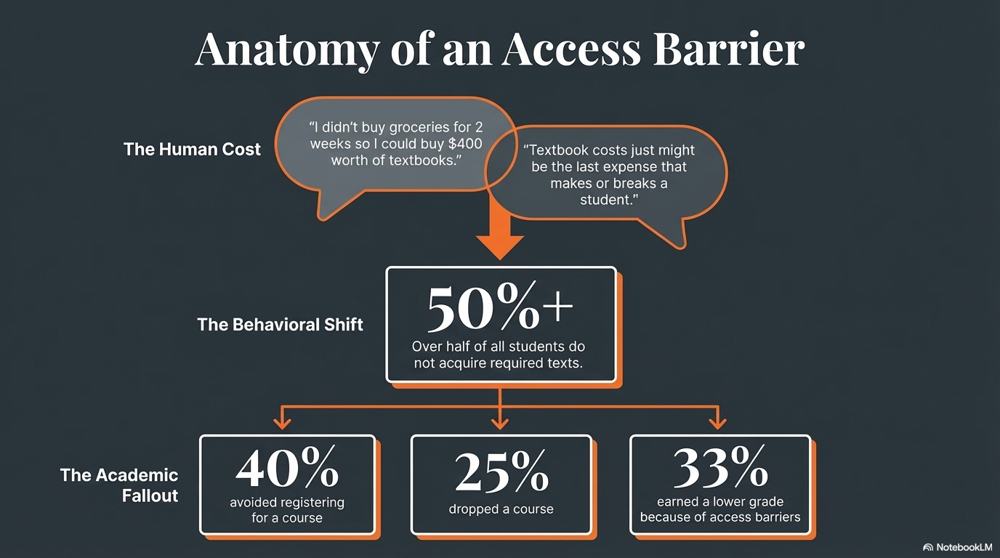 Anatomy of an Access Barrier
The Human Cost
“I didn’t buy groceries for 2
weeks so I could buy $400
worth of textbooks.”
“Textbook costs just might
be the last expense that
makes or breaks a
student.”
The Behavioral Shift
50%+
Over half of all students do
not acquire required texts.
The Academic
Fallout
40%
avoided registering
for a course
25%
dropped a course
33%
earned a lower grade
because of access barriers
NotebookLM